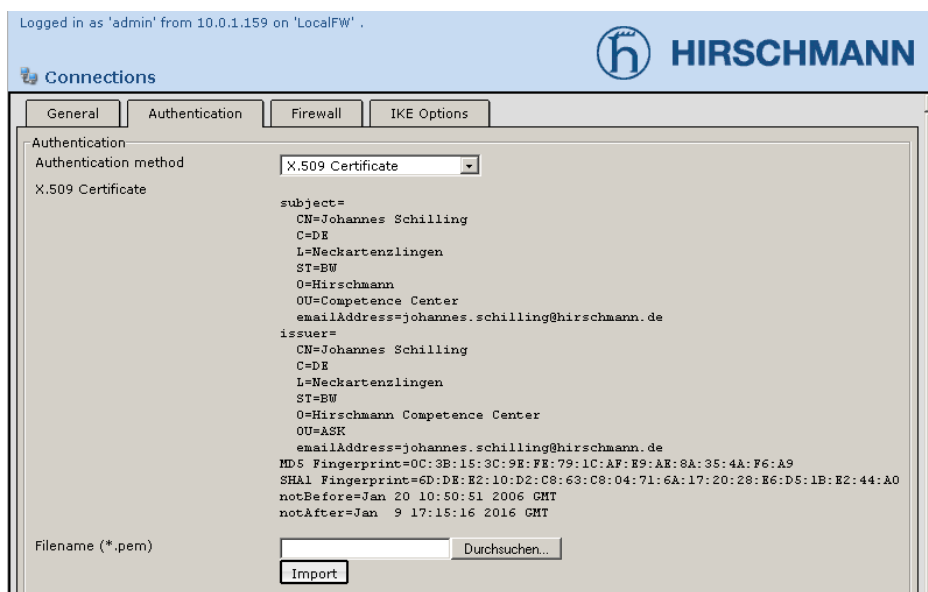 Logged in as 'admin' from 10.0.1.159 on 'LocalFW' .
HIRSCHMANN
Connections
General Authentication Firewall IKE Options
Authentication
Authentication method X.509 Certificate
X.509 Certificate
subject=
CN=Johannes Schilling
C=DE
L=Neckartenzlingen
ST=BW
O=Hirschmann
OU=Competence Center
emailAddress=johannes.schilling@hirschmann.de
issuer=
CN=Johannes Schilling
C=DE
L=Neckartenzlingen
ST=BW
O=Hirschmann Competence Center
OU=ASK
emailAddress=johannes.schilling@hirschmann.de
MD5 Fingerprint=0C:3B:15:3C:9E:FE:79:1C:AF:E9:AE:8A:35:4A:F6:A9
SHA1 Fingerprint=6D:DE:E2:10:D2:C8:63:C8:04:71:6A:17:20:28:E6:D5:1B:E2:44:A0
notBefore=Jan 20 10:50:51 2006 GMT
notAfter=Jan 9 17:15:16 2016 GMT
Filename (*.pem) Durchsuchen...
Import